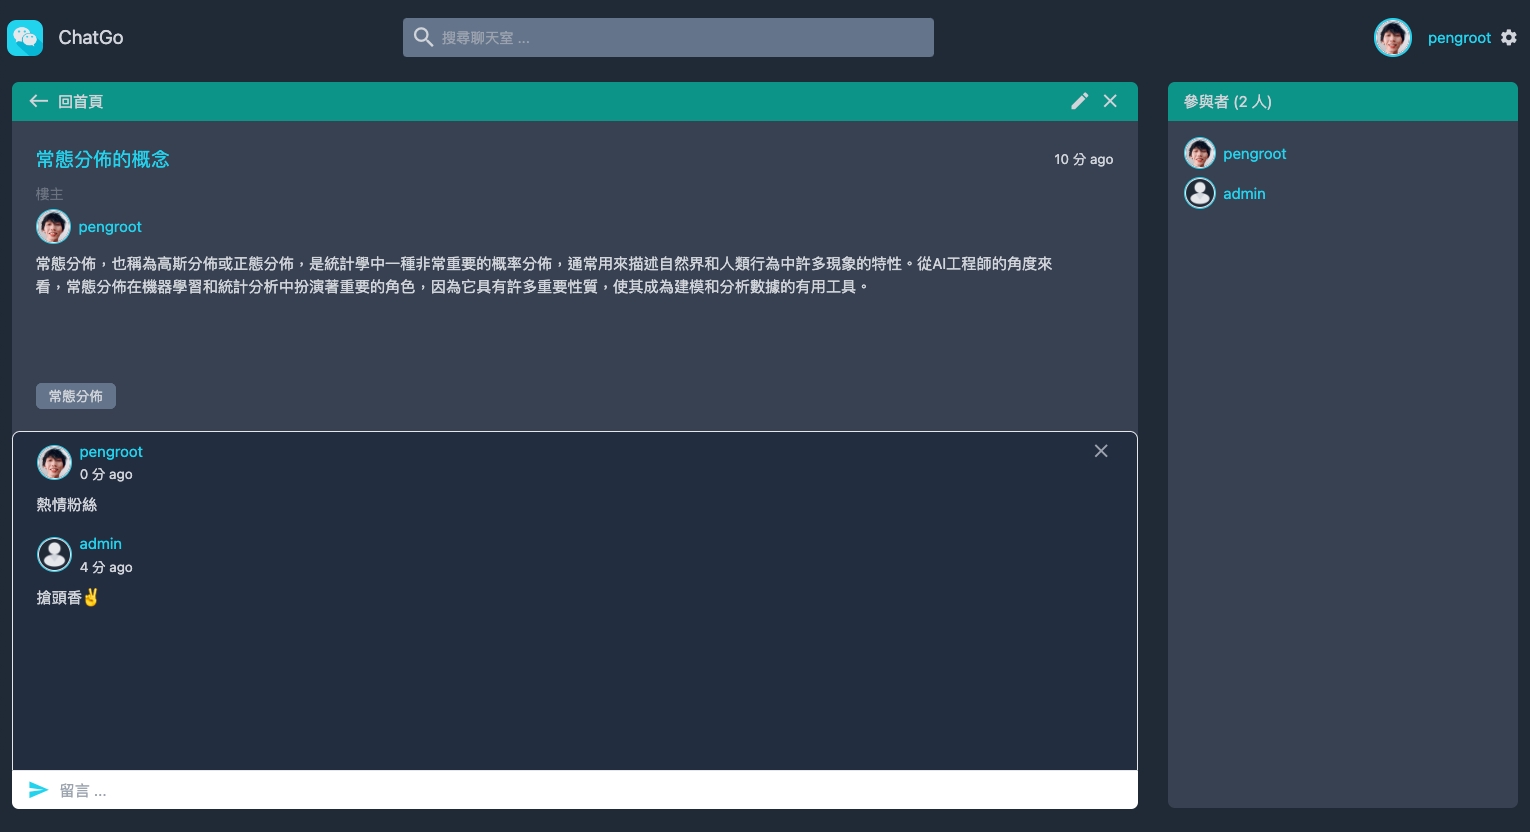 ChatGo
搜尋聊天室 ...
pengroot
回首頁
常態分佈的概念
10 分 ago
樓主
pengroot
常態分佈，也稱為高斯分佈或正態分佈，是統計學中一種非常重要的概率分佈，通常用來描述自然界和人類行為中許多現象的特性。從AI工程師的角度來
看，常態分佈在機器學習和統計分析中扮演著重要的角色，因為它具有許多重要性質，使其成為建模和分析數據的有用工具。
常態分佈
pengroot
0 分 ago
熱情粉絲
admin
4 分 ago
搶頭香✌️
留言 ...
參與者 (2 人)
pengroot
admin